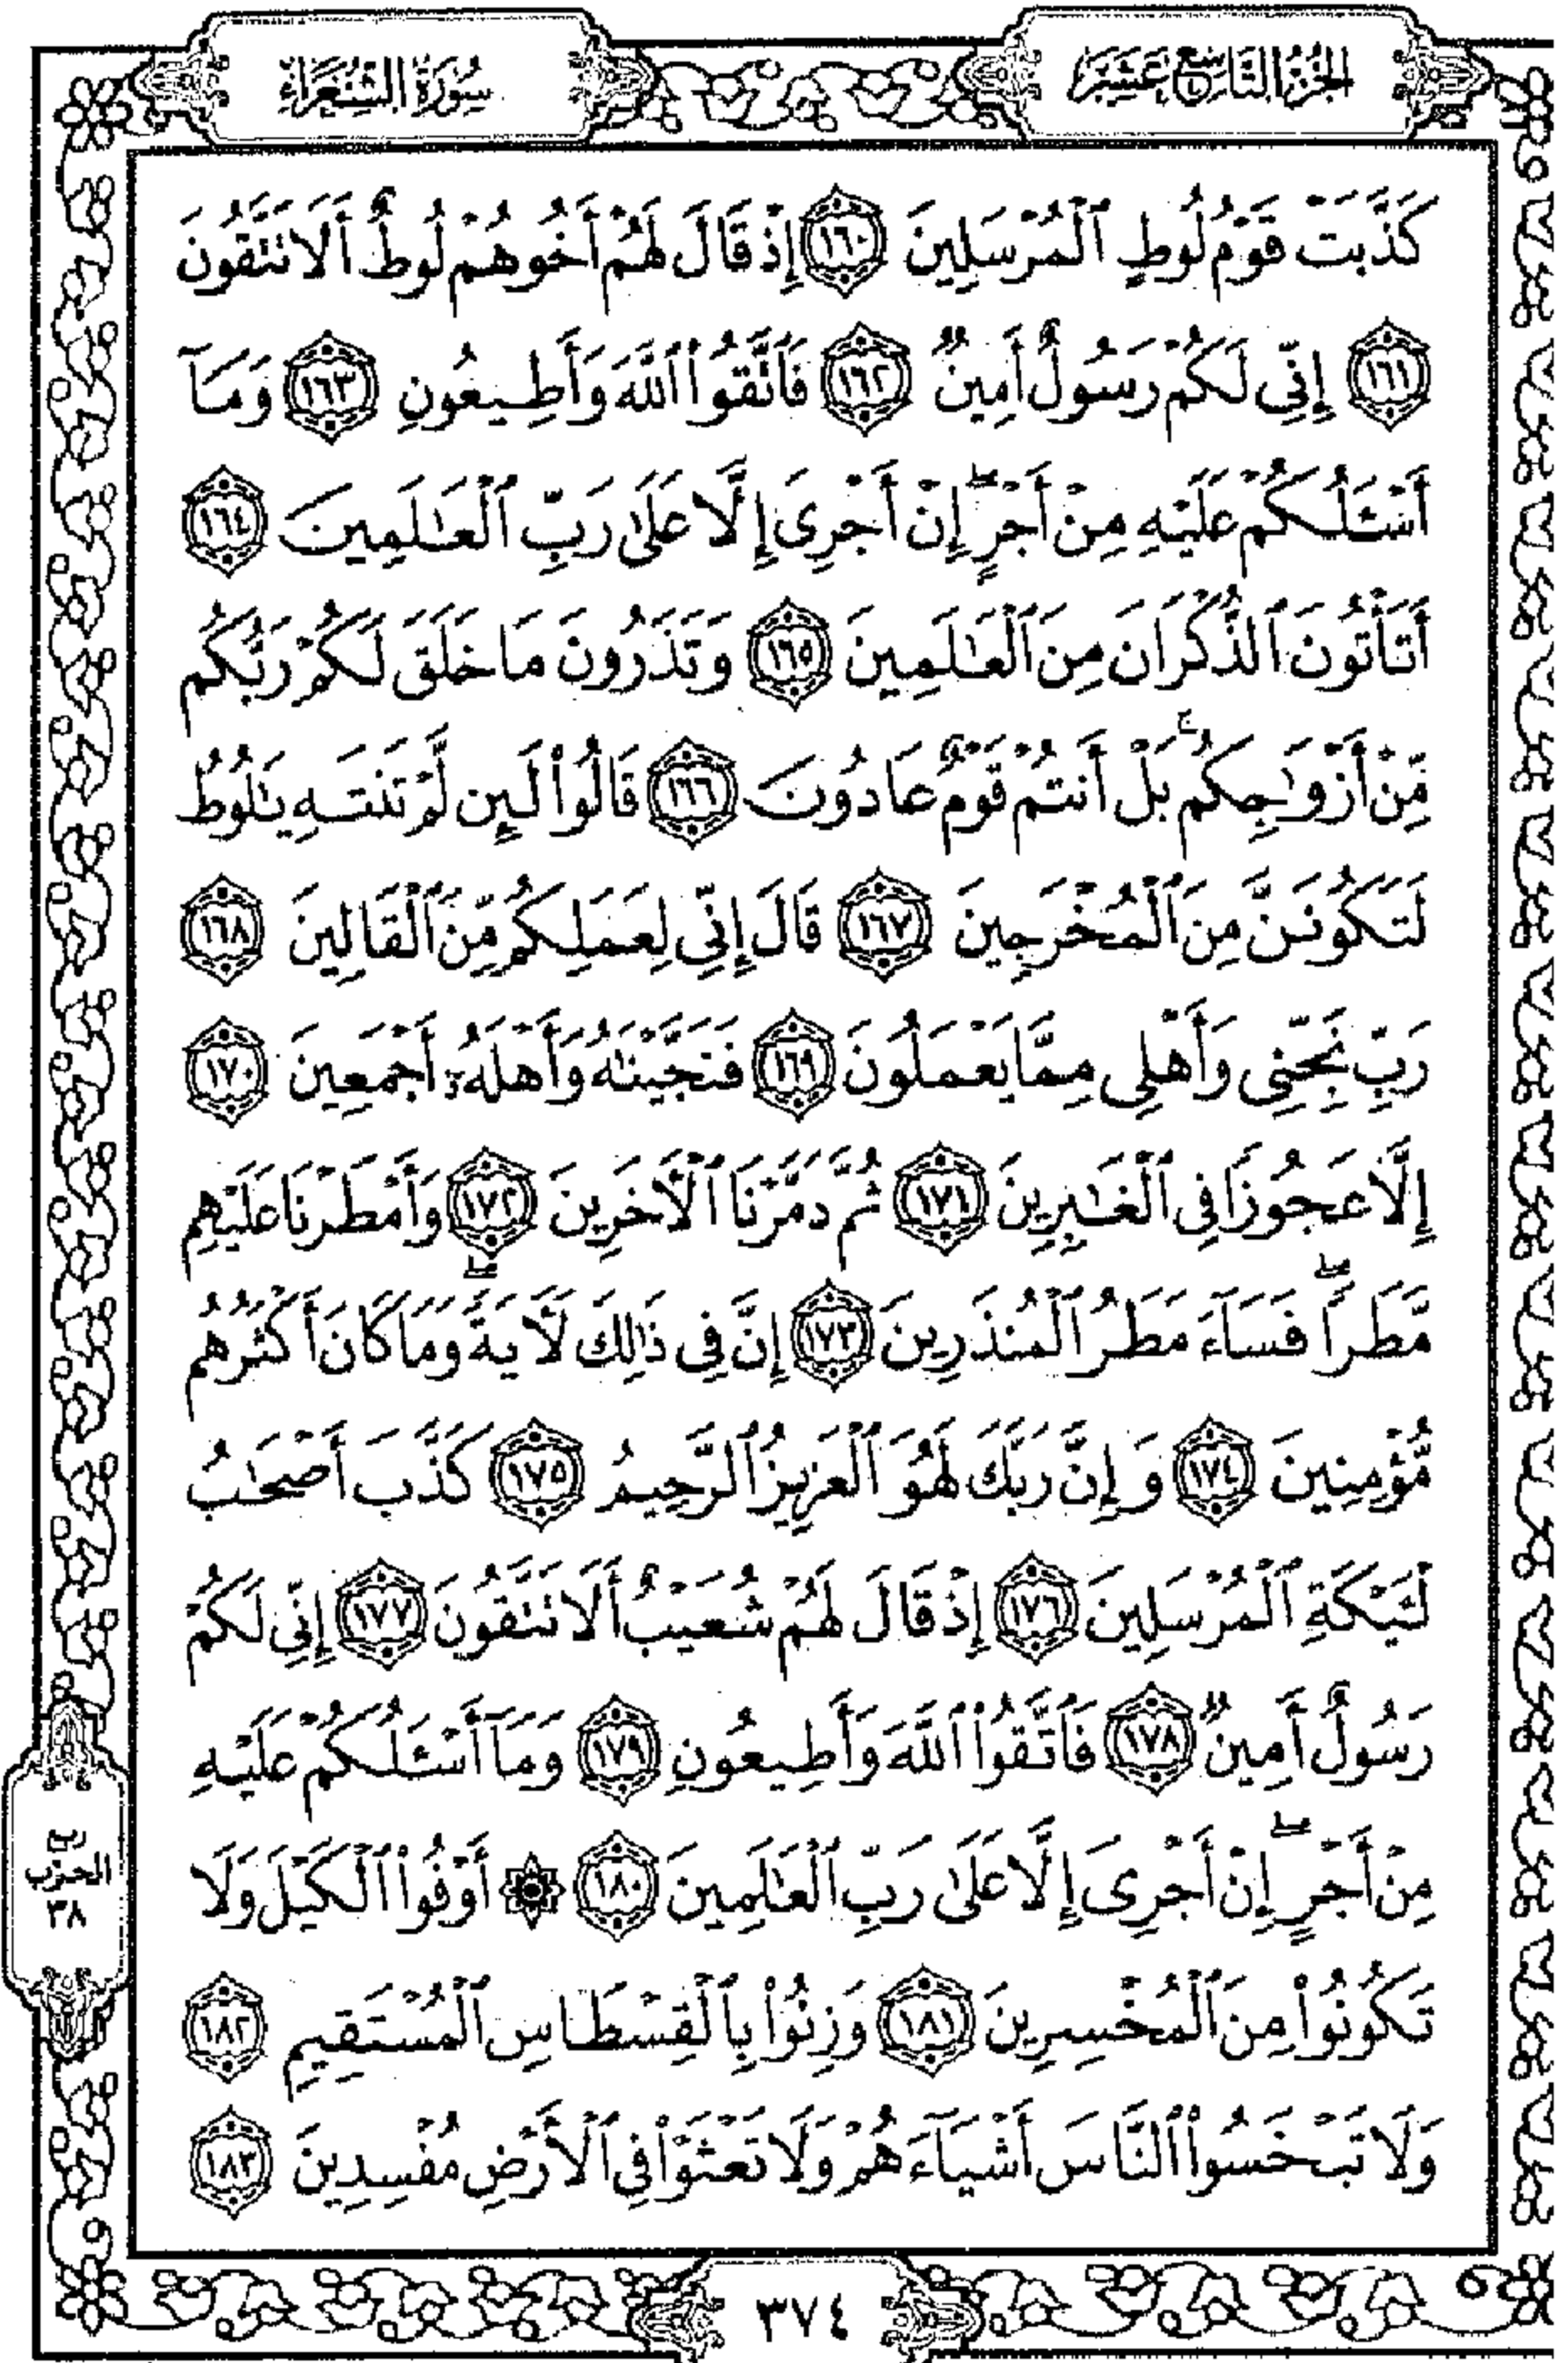 الجزء التاسع عشر
سورة الشعراء
كَذَّبَتْ قَوْمُ لُوطٍ ٱلْمُرْسَلِينَ ١٦٠ إِذْ قَالَ لَهُمْ أَخُوهُمْ لُوطٌ أَلَا تَتَّقُونَ
١٦١ إِنِّي لَكُمْ رَسُولٌ أَمِينٌ ١٦٢ فَٱتَّقُوا۟ ٱللَّهَ وَأَطِيعُونِ ١٦٣ وَمَآ
أَسْـَٔلُكُمْ عَلَيْهِ مِنْ أَجْرٍ ۖ إِنْ أَجْرِىَ إِلَّا عَلَىٰ رَبِّ ٱلْعَـٰلَمِينَ ١٦٤
أَتَأْتُونَ ٱلذُّكْرَانَ مِنَ ٱلْعَـٰلَمِينَ ١٦٥ وَتَذَرُونَ مَا خَلَقَ لَكُمْ رَبُّكُم
مِّنْ أَزْوَٰجِكُم ۚ بَلْ أَنتُمْ قَوْمٌ عَادُونَ ١٦٦ قَالُوا۟ لَئِن لَّمْ تَنتَهِ يَـٰلُوطُ
لَتَكُونَنَّ مِنَ ٱلْمُخْرَجِينَ ١٦٧ قَالَ إِنِّى لِعَمَلِكُم مِّنَ ٱلْقَالِينَ ١٦٨
رَبِّ نَجِّنِى وَأَهْلِى مِمَّا يَعْمَلُونَ ١٦٩ فَنَجَّيْنَـٰهُ وَأَهْلَهُۥٓ أَجْمَعِينَ ١٧٠
إِلَّا عَجُوزًا فِى ٱلْغَـٰبِرِينَ ١٧١ ثُمَّ دَمَّرْنَا ٱلْـَٔاخَرِينَ ١٧٢ وَأَمْطَرْنَا عَلَيْهِم
مَّطَرًا ۖ فَسَآءَ مَطَرُ ٱلْمُنذَرِينَ ١٧٣ إِنَّ فِى ذَٰلِكَ لَـَٔايَةً ۖ وَمَا كَانَ أَكْثَرُهُم
مُّؤْمِنِينَ ١٧٤ وَإِنَّ رَبَّكَ لَهُوَ ٱلْعَزِيزُ ٱلرَّحِيمُ ١٧٥ كَذَّبَ أَصْحَـٰبُ
لْـَٔيْكَةِ ٱلْمُرْسَلِينَ ١٧٦ إِذْ قَالَ لَهُمْ شُعَيْبٌ أَلَا تَتَّقُونَ ١٧٧ إِنِّى لَكُمْ
رَسُولٌ أَمِينٌ ١٧٨ فَٱتَّقُوا۟ ٱللَّهَ وَأَطِيعُونِ ١٧٩ وَمَآ أَسْـَٔلُكُمْ عَلَيْهِ
مِنْ أَجْرٍ ۖ إِنْ أَجْرِىَ إِلَّا عَلَىٰ رَبِّ ٱلْعَـٰلَمِينَ ١٨٠ ۞ أَوْفُوا۟ ٱلْكَيْلَ وَلَا
تَكُونُوا۟ مِنَ ٱلْمُخْسِرِينَ ١٨١ وَزِنُوا۟ بِٱلْقِسْطَاسِ ٱلْمُسْتَقِيمِ ١٨٢
وَلَا تَبْخَسُوا۟ ٱلنَّاسَ أَشْيَآءَهُمْ وَلَا تَعْثَوْا۟ فِى ٱلْأَرْضِ مُفْسِدِينَ ١٨٣
ربع
الحزب
٣٨
٣٧٤